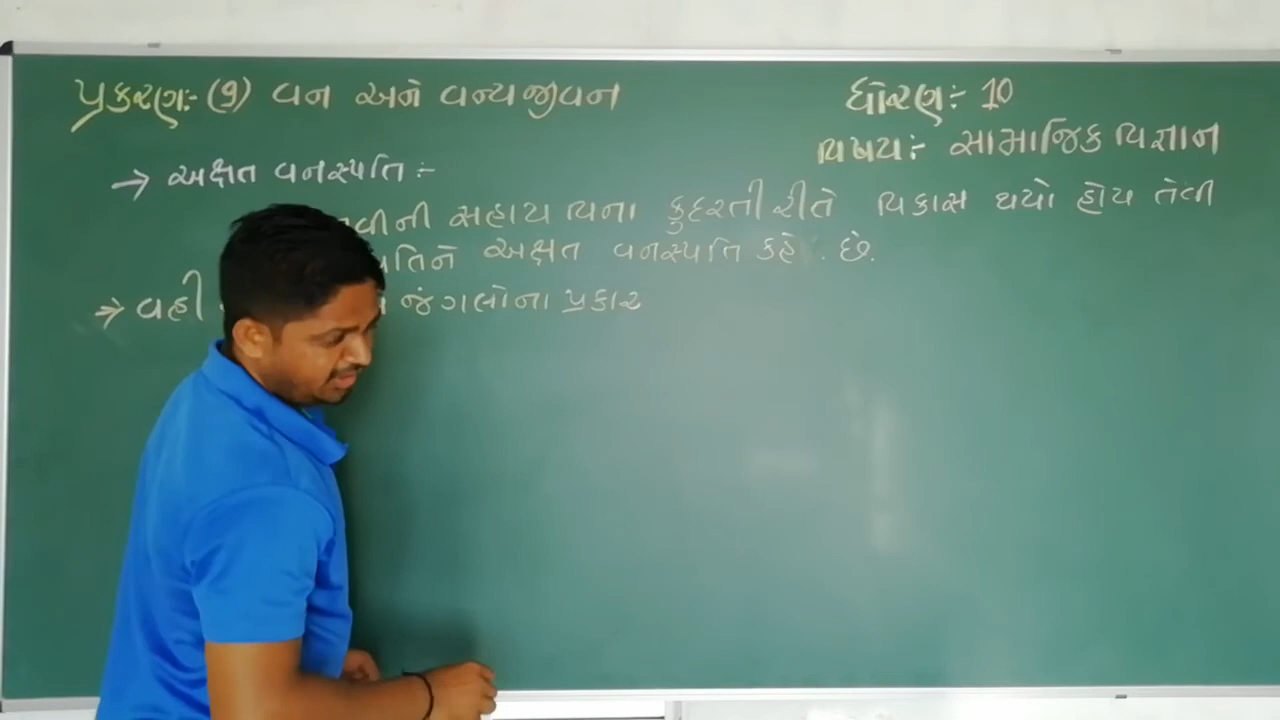 પ્રકરણ:- (9) વન અને વન્યજીવન
ધોરણ:- 10
વિષય:- સામાજિક વિજ્ઞાન
→ અક્ષત વનસ્પતિ:-
સહાય વિના કુદરતી રીતે વિકાસ થયો હોય તેવી
અક્ષત વનસ્પતિ કહે છે.
→ વહી જંગલોના પ્રકાર